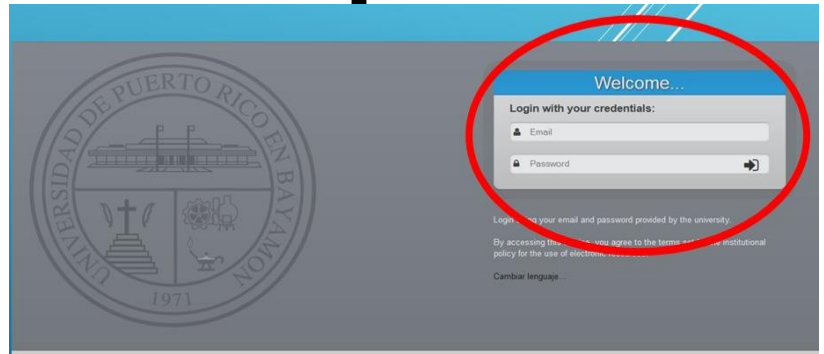 UNIVERSIDAD DE PUERTO RICO EN BAYAMON
1971
Welcome...
Login with your credentials:
Email
Password
Login your email and password provided by the university.
By accessing this you agree to the terms institutional
policy for the use of electronic
Cambiar lenguaje...